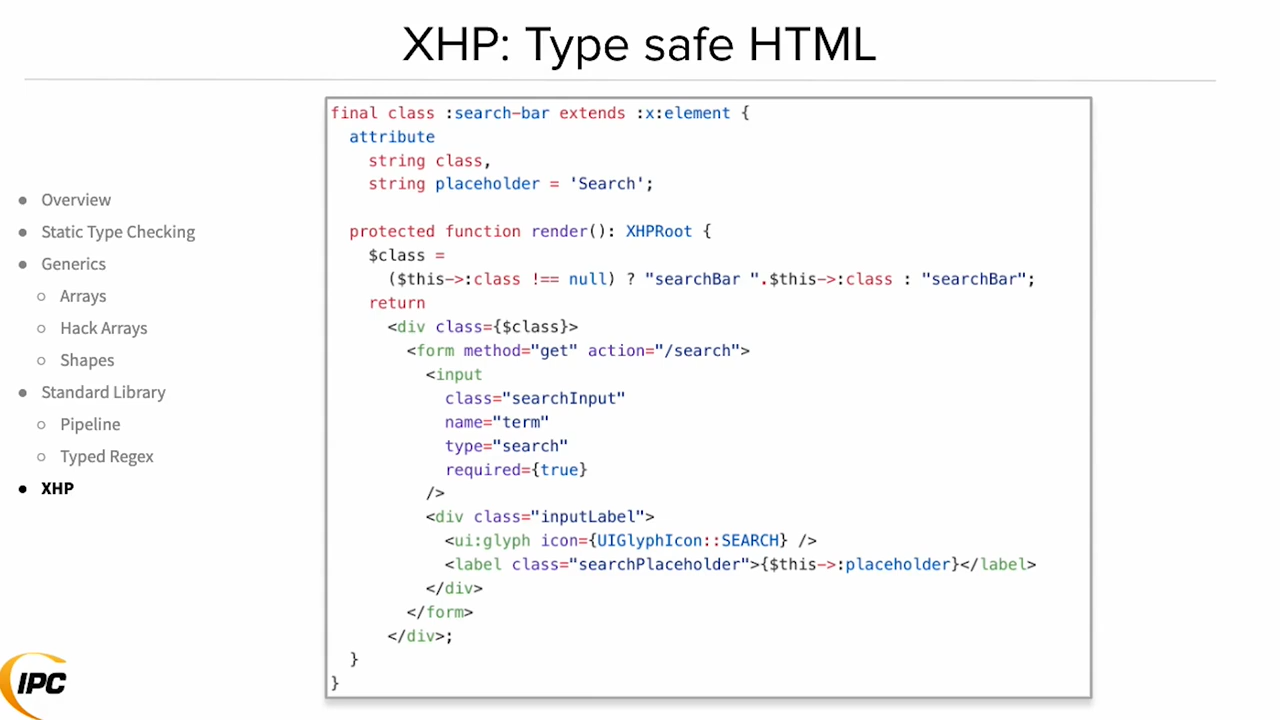 XHP: Type safe HTML
Overview
Static Type Checking
Generics
Arrays
Hack Arrays
Shapes
Standard Library
Pipeline
Typed Regex
XHP
final class :search-bar extends :x:element {
attribute
string class,
string placeholder = 'Search';
protected function render(): XHPRoot {
$class =
($this->:class !== null) ? "searchBar ".$this->:class : "searchBar";
return
<div class={$class}>
<form method="get" action="/search">
<input
class="searchInput"
name="term"
type="search"
required={true}
/>
<div class="inputLabel">
<ui:glyph icon={UIGlyphIcon::SEARCH} />
<label class="searchPlaceholder">{$this->:placeholder}</label>
</div>
</form>
</div>;
}
}
IPC